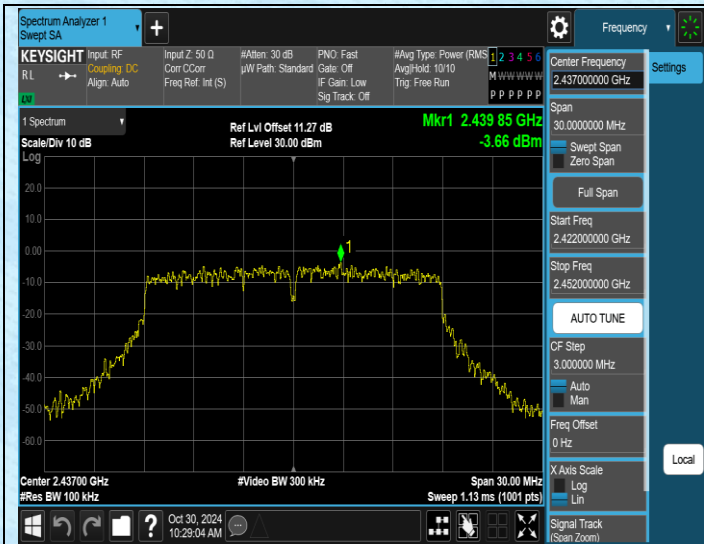 Spectrum Analyzer 1
Swept SA
+
Frequency
KEYSIGHT
RL
LXI
Input: RF
Coupling: DC
Align: Auto
Input Z: 50 Ω
Corr CCorr
Freq Ref: Int (S)
#Atten: 30 dB
µW Path: Standard
PNO: Fast
Gate: Off
IF Gain: Low
Sig Track: Off
#Avg Type: Power (RMS
Avg|Hold: 10/10
Trig: Free Run
1 2 3 4 5 6
M W W W W W
P P P P P P
1 Spectrum
Scale/Div 10 dB
Ref Lvl Offset 11.27 dB
Ref Level 30.00 dBm
Mkr1 2.439 85 GHz
-3.66 dBm
Log
20.0
10.0
0.00
-10.0
-20.0
-30.0
-40.0
-50.0
-60.0
1
Center 2.43700 GHz
#Res BW 100 kHz
#Video BW 300 kHz
Span 30.00 MHz
Sweep 1.13 ms (1001 pts)
Center Frequency
2.437000000 GHz
Span
30.0000000 MHz
Swept Span
Zero Span
Full Span
Start Freq
2.422000000 GHz
Stop Freq
2.452000000 GHz
AUTO TUNE
CF Step
3.000000 MHz
Auto
Man
Freq Offset
0 Hz
X Axis Scale
Log
Lin
Signal Track
(Span Zoom)
Settings
Local
?
Oct 30, 2024
10:29:04 AM